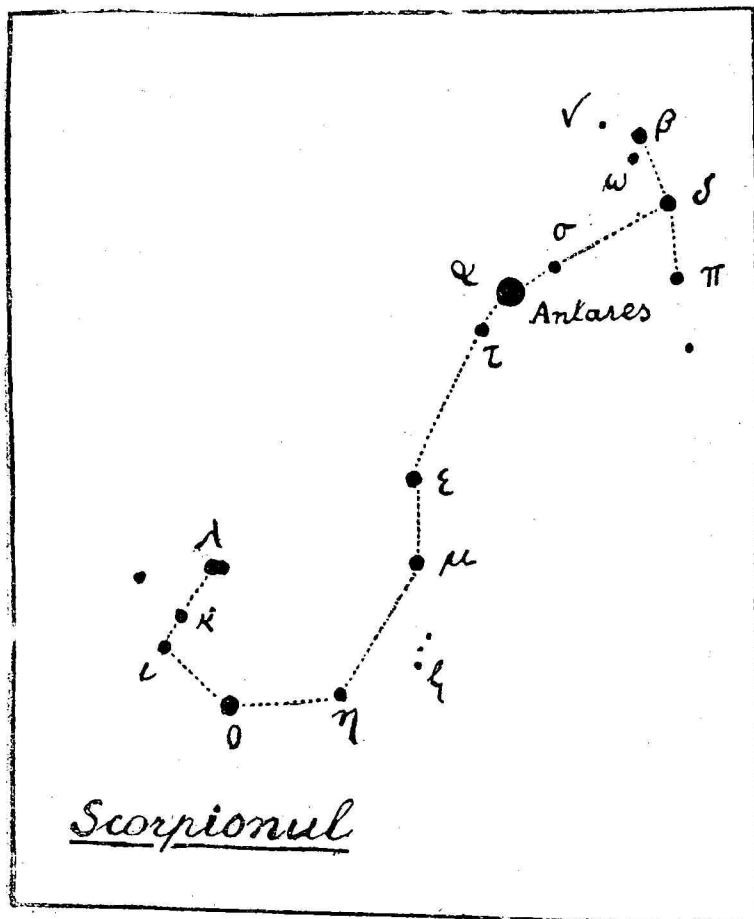 ν
β
ω
δ
σ
α
π
Antares
τ
ε
λ
μ
κ
ι
ζ
θ
η
Scorpionul